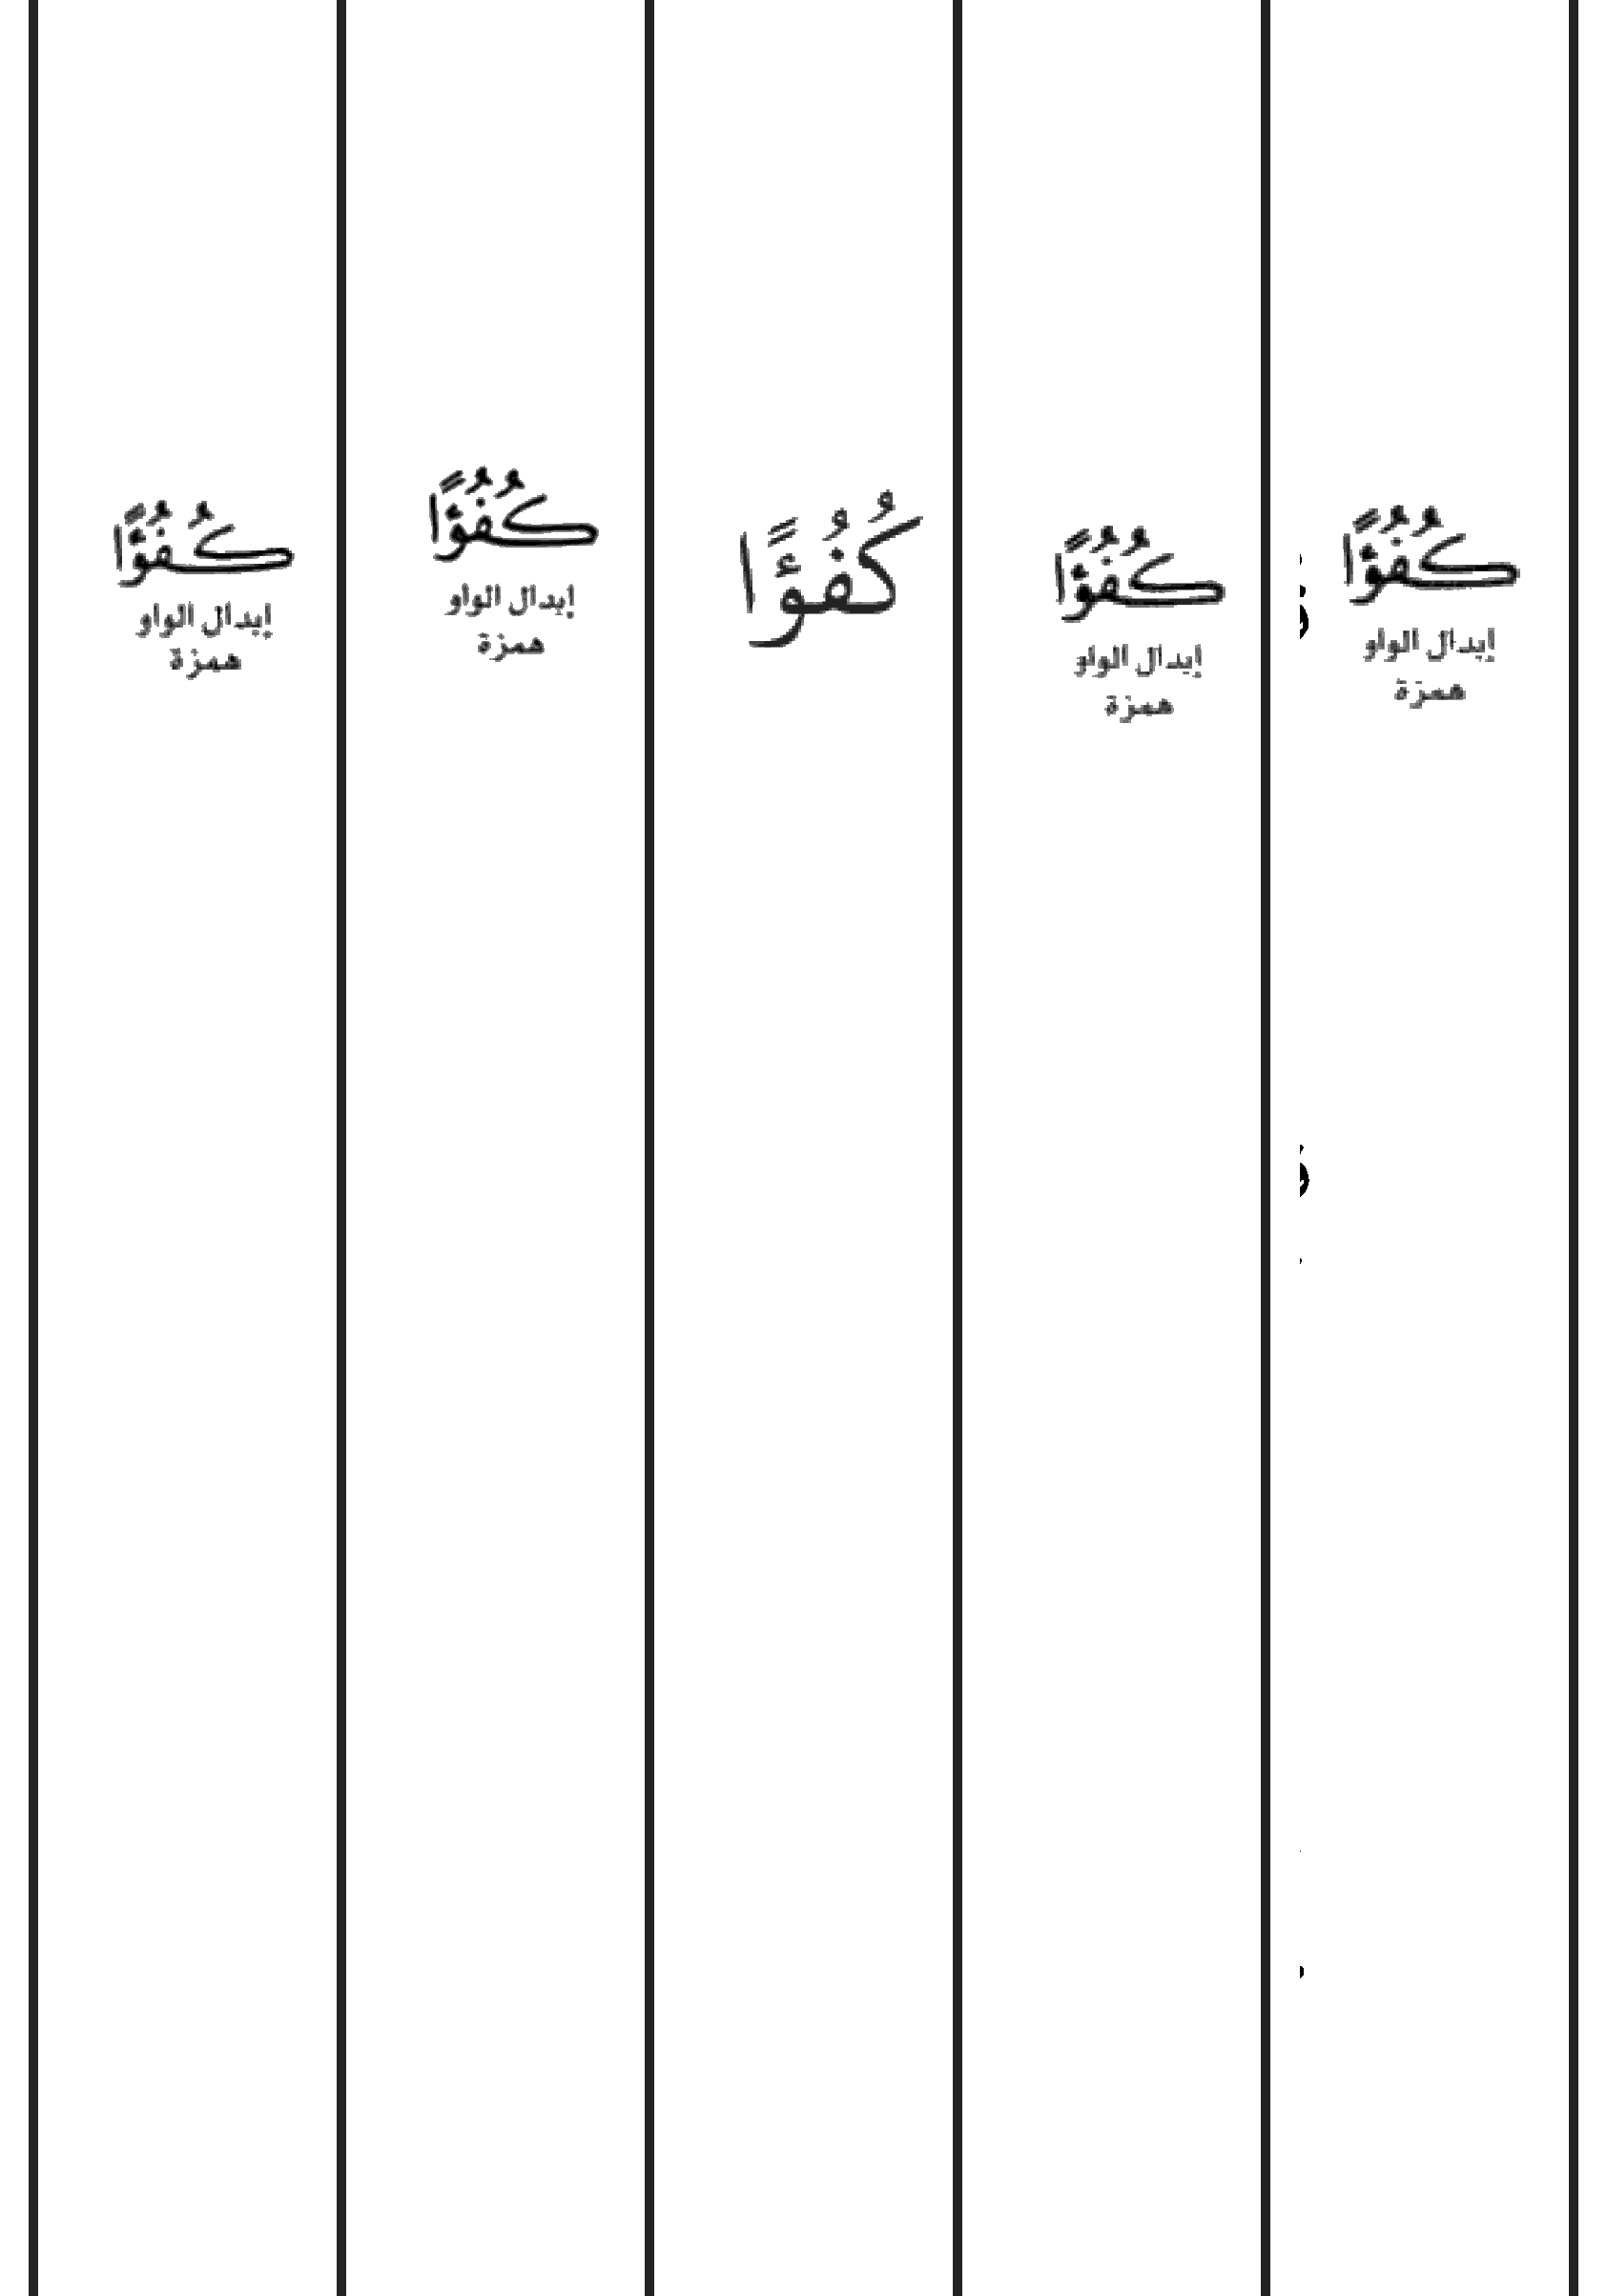 كُفُؤًا
إبدال الواو
همزة
كُفُؤًا
إبدال الواو
همزة
كُفُؤًا
كُفُؤًا
إبدال الواو
همزة
كُفُؤًا
إبدال الواو
همزة